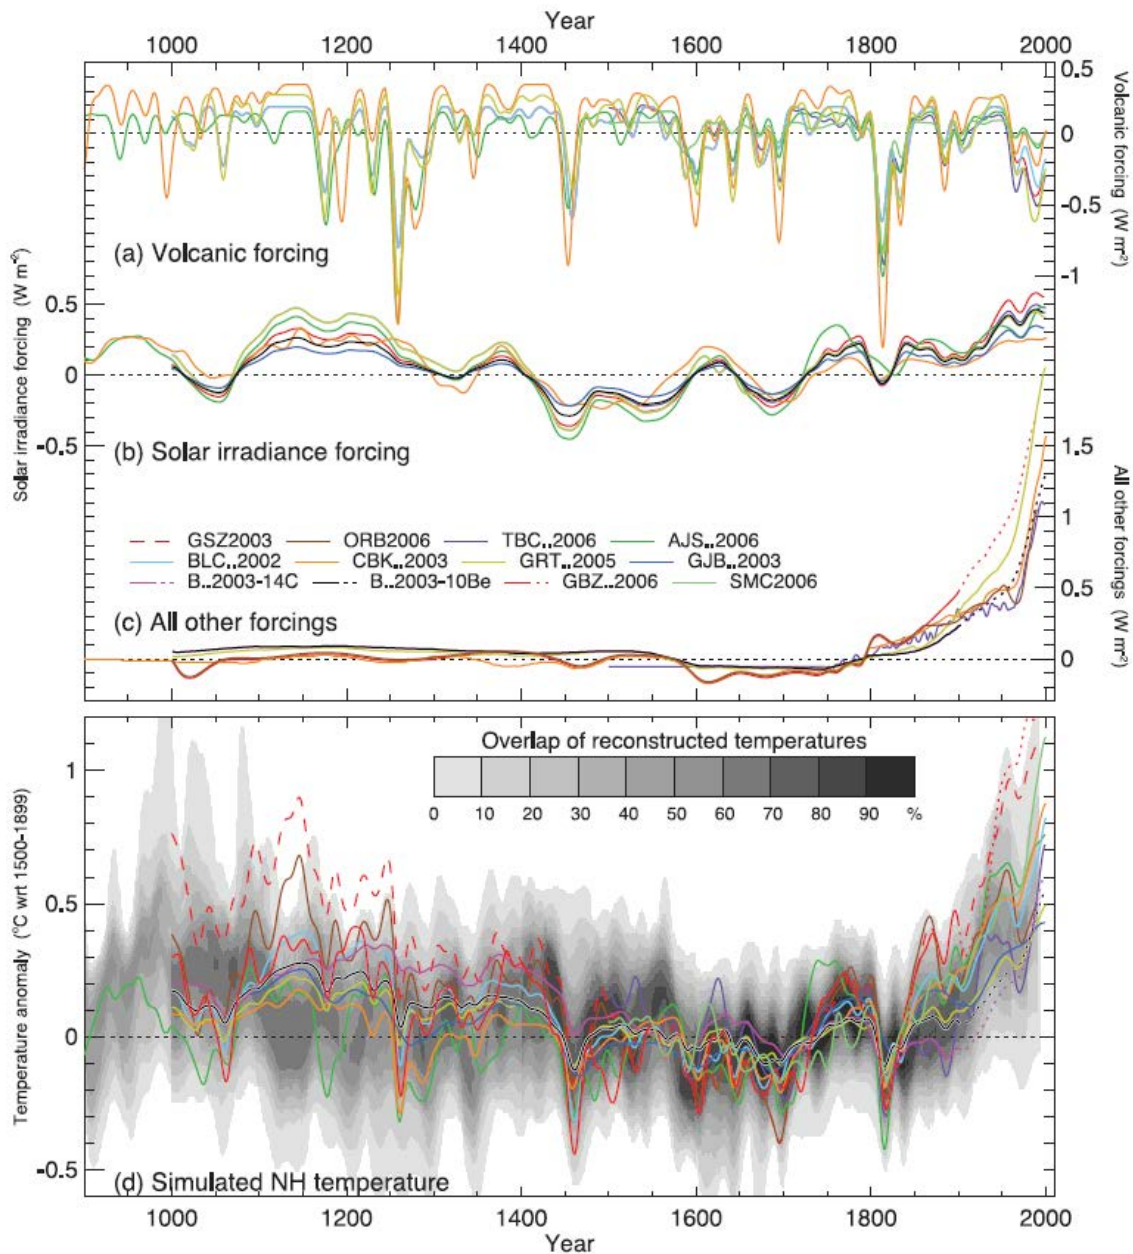 Year
1000 1200 1400 1600 1800 2000
0.5
0
-0.5
-1
Volcanic forcing (W m⁻²)
(a) Volcanic forcing
0.5
0
-0.5
Solar irradiance forcing (W m⁻²)
(b) Solar irradiance forcing
1.5
1
0.5
0
All other forcings (W m⁻²)
GSZ2003 ORB2006 TBC..2006 AJS..2006
BLC..2002 CBK..2003 GRT..2005 GJB..2003
B..2003-14C B..2003-10Be GBZ..2006 SMC2006
(c) All other forcings
Overlap of reconstructed temperatures
0 10 20 30 40 50 60 70 80 90 %
1
0.5
0
-0.5
Temperature anomaly (°C wrt 1500-1899)
(d) Simulated NH temperature
1000 1200 1400 1600 1800 2000
Year